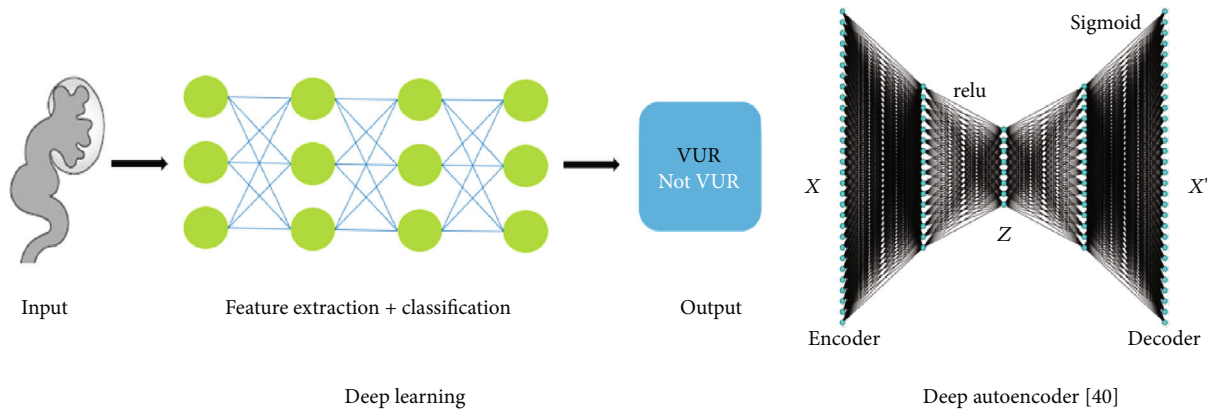 VUR
Not VUR
Input
Feature extraction + classification
Output
Deep learning
Sigmoid
relu
X
X'
Z
Encoder
Decoder
Deep autoencoder [40]